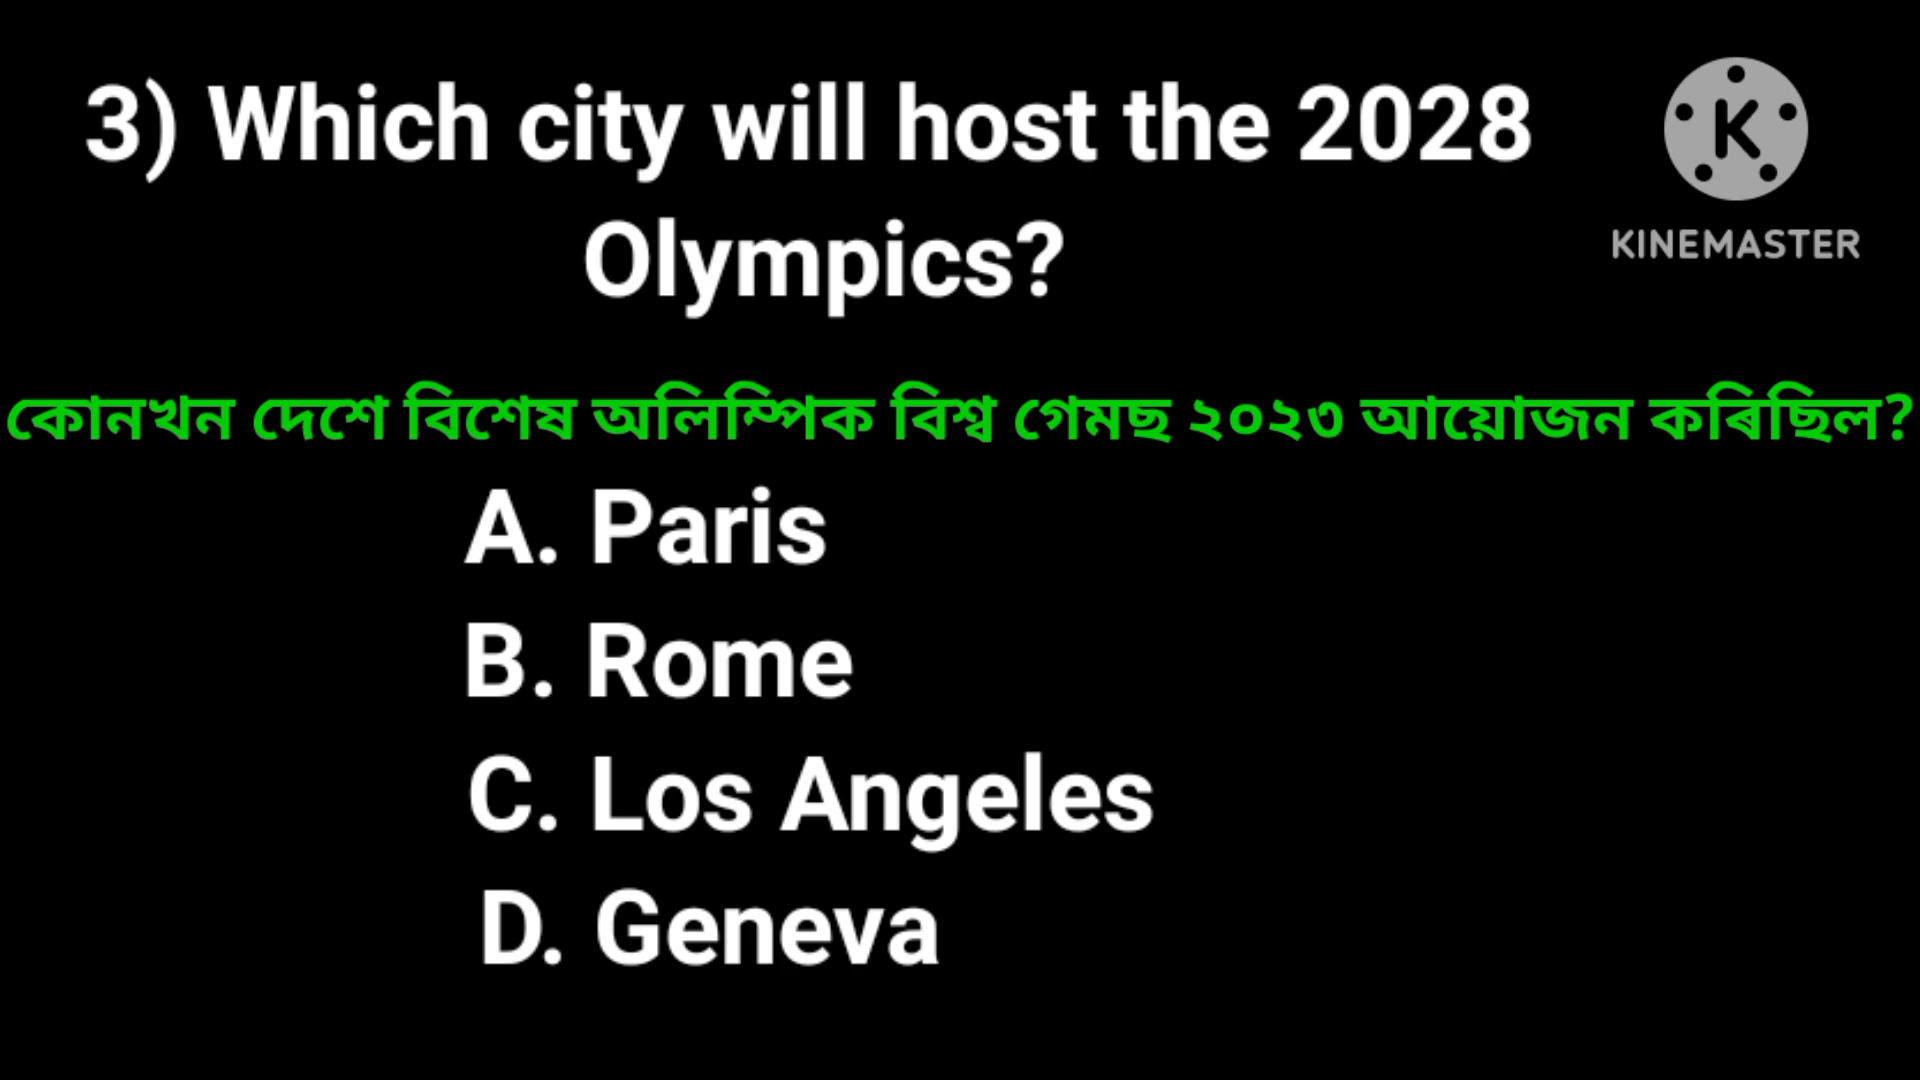 3) Which city will host the 2028
Olympics?
K
KINEMASTER
কোনখন দেশে বিশেষ অলিম্পিক বিশ্ব গেমছ ২০২৩ আয়োজন কৰিছিল?
A. Paris
B. Rome
C. Los Angeles
D. Geneva